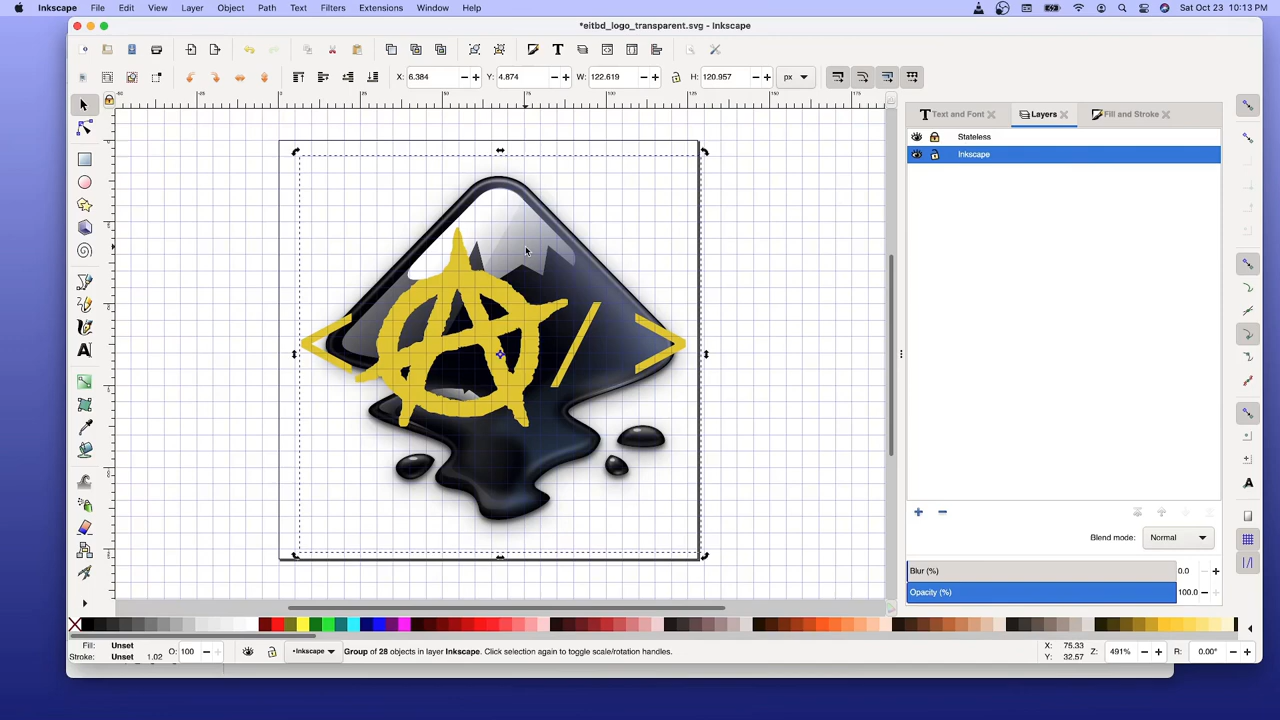 Inkscape File Edit View Layer Object Path Text Filters Extensions Window Help Sat Oct 23 10:13 PM
*eitbd_logo_transparent.svg - Inkscape
X: 6.384 Y: 4.874 W: 122.619 H: 120.957 px
Text and Font Layers Fill and Stroke
Stateless
Inkscape
Blend mode: Normal
Blur (%) 0.0
Opacity (%) 100.0
Fill: Unset O: 100 •Inkscape Group of 28 objects in layer Inkscape. Click selection again to toggle scale/rotation handles. X: 75.33 Z: 491% R: 0.00°
Stroke: Unset 1.02 Y: 32.57